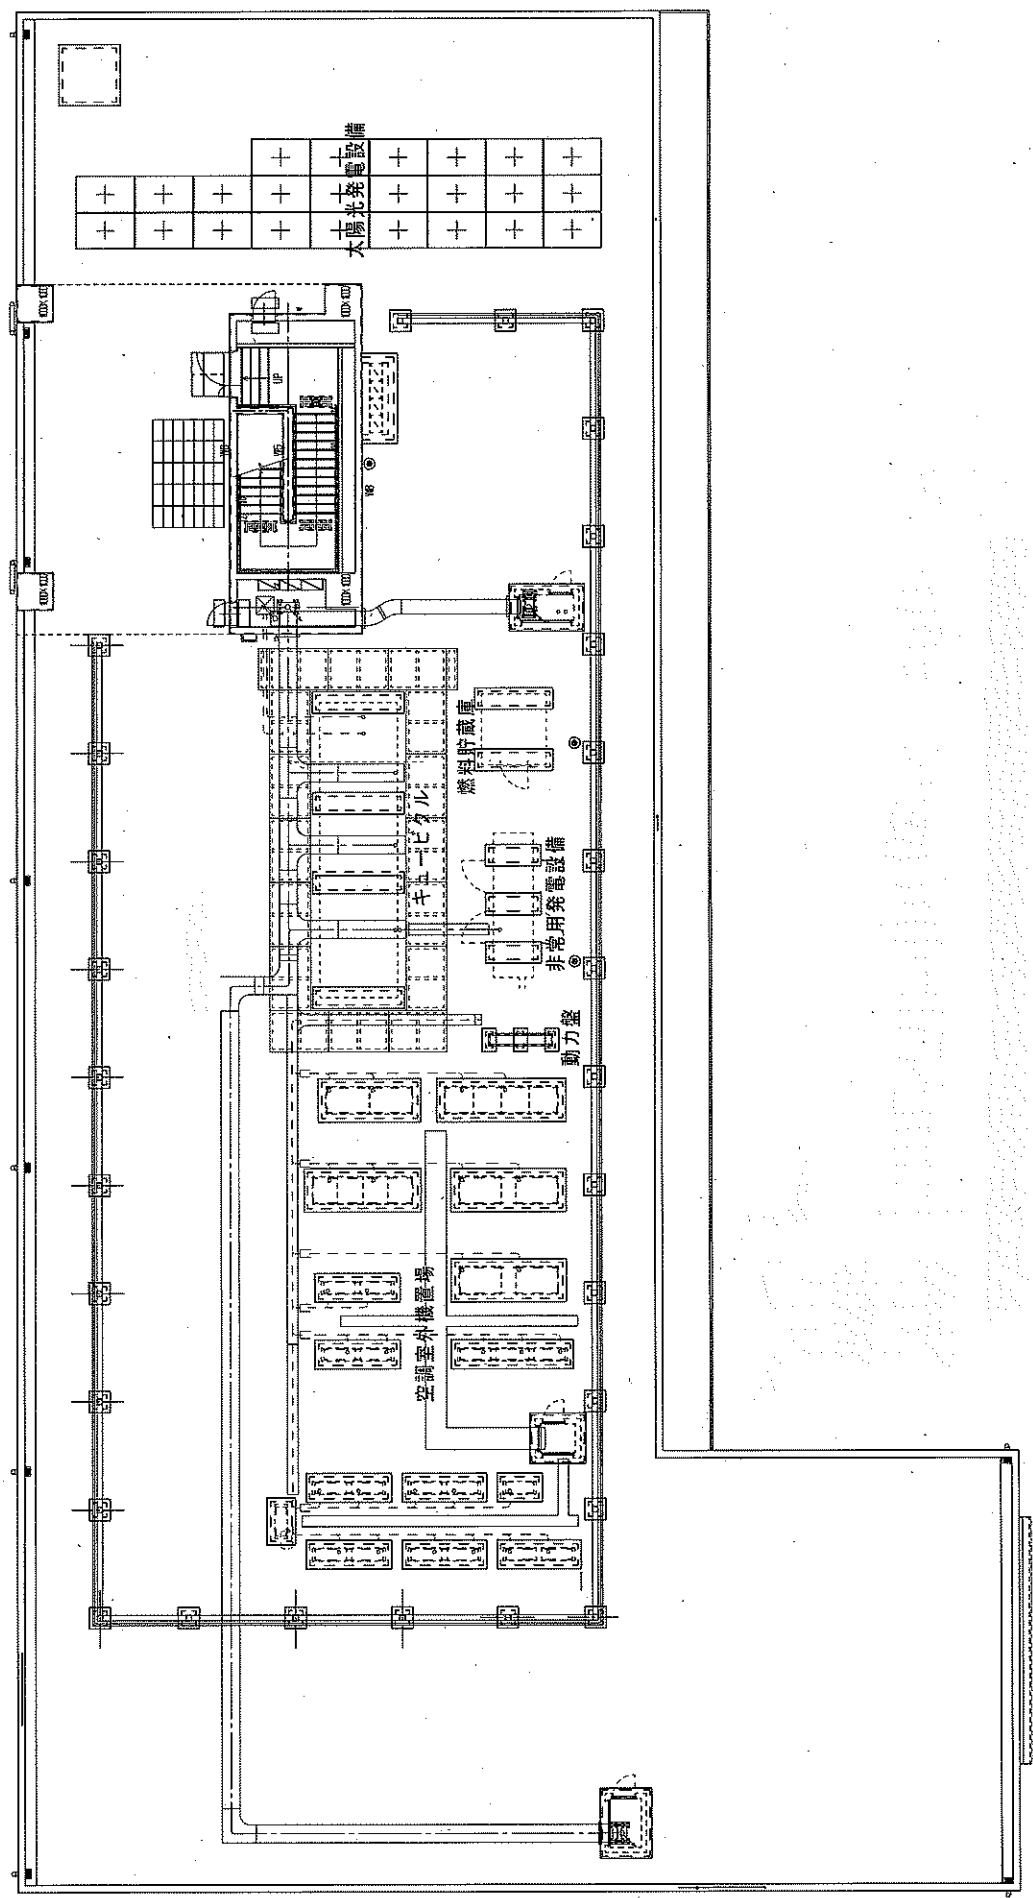 太陽光発電設備
UP
燃料貯蔵庫
キュービクル
非常用発電設備
動力盤
空調室外機置場